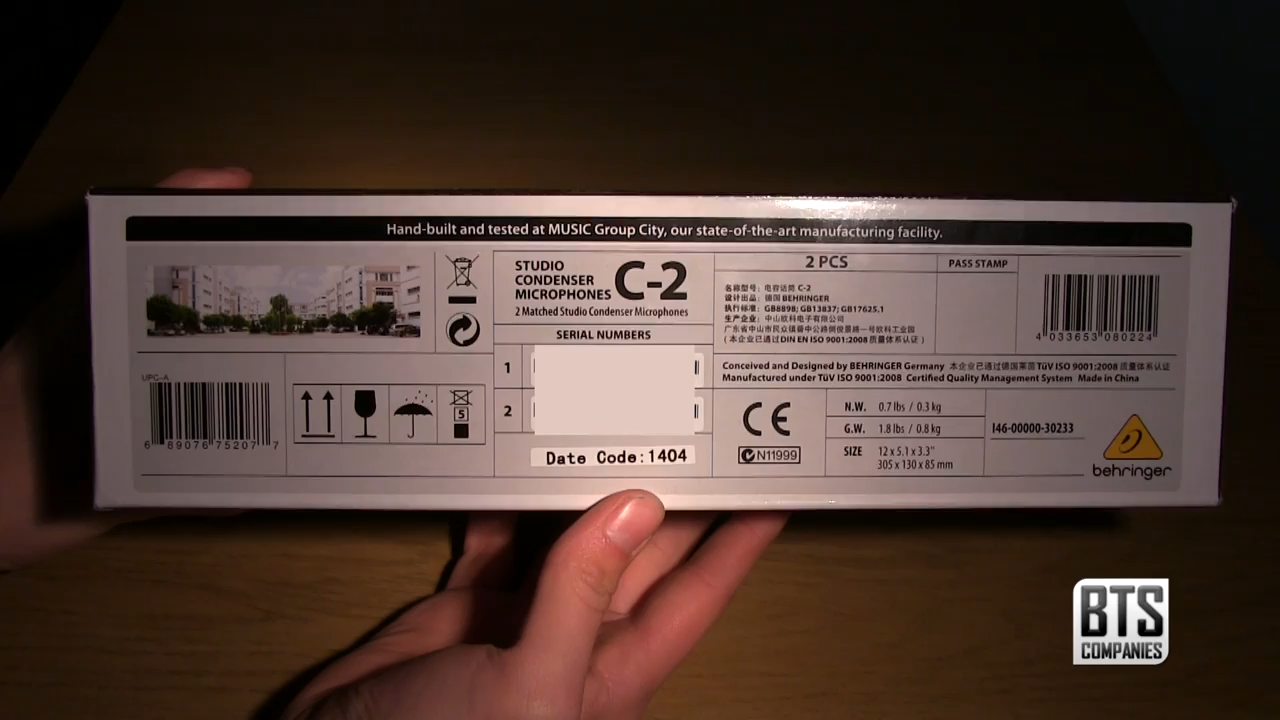 Hand-built and tested at MUSIC Group City, our state-of-the-art manufacturing facility.
STUDIO
CONDENSER
MICROPHONES
C-2
2 Matched Studio Condenser Microphones
SERIAL NUMBERS
1
2
Date Code:1404
2 PCS
PASS STAMP
名称型号：电容话筒 C-2
设计出品：德国 BEHRINGER
执行标准：GB8898; GB13837; GB17625.1
生产企业：中山欧科电子有限公司
广东省中山市民众镇番中公路倒俊景路一号欧科工业园
( 本企业已通过DIN EN ISO 9001:2008 质量体系认证 )
4 033653 080224
Conceived and Designed by BEHRINGER Germany 本企业已通过德国莱茵TüV ISO 9001:2008 质量体系认证
Manufactured under TüV ISO 9001:2008 Certified Quality Management System Made in China
UPC-A
6 89076 75207 7
5
CE
N11999
N.W. 0.7 lbs / 0.3 kg
G.W. 1.8 lbs / 0.8 kg
SIZE 12 x 5.1 x 3.3"
305 x 130 x 85 mm
I46-00000-30233
behringer
BTS
COMPANIES